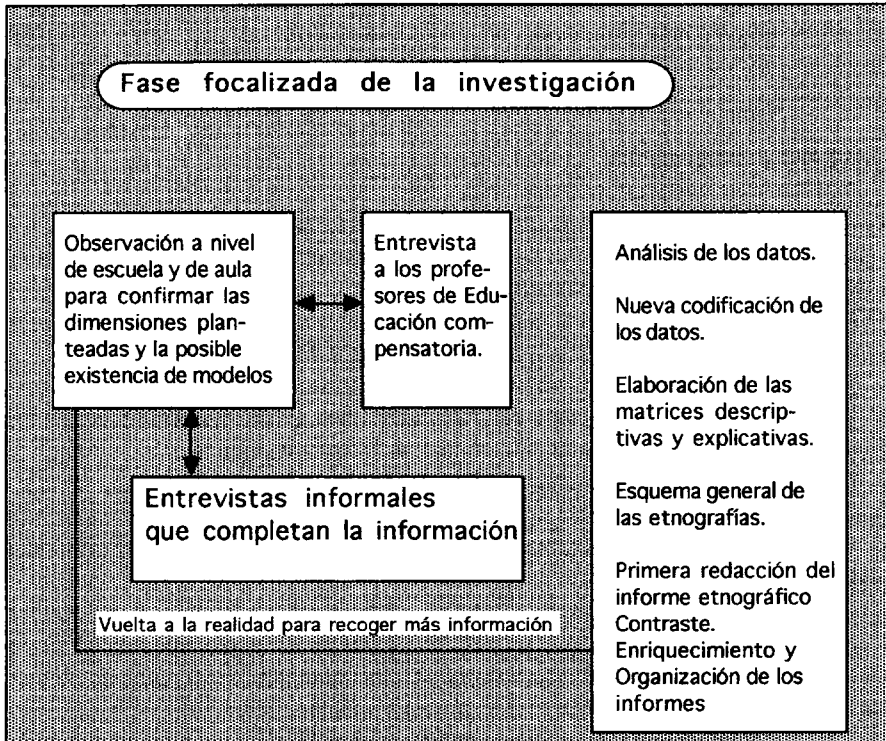 Fase focalizada de la investigación
Observación a nivel
de escuela y de aula
para confirmar las
dimensiones plan-
teadas y la posible
existencia de modelos
Entrevista
a los profe-
sores de Edu-
cación com-
pensatoria.
Entrevistas informales
que completan la información
Vuelta a la realidad para recoger más información
Análisis de los datos.
Nueva codificación de
los datos.
Elaboración de las
matrices descrip-
tivas y explicativas.
Esquema general de
las etnografías.
Primera redacción del
informe etnográfico
Contraste.
Enriquecimiento y
Organización de los
informes